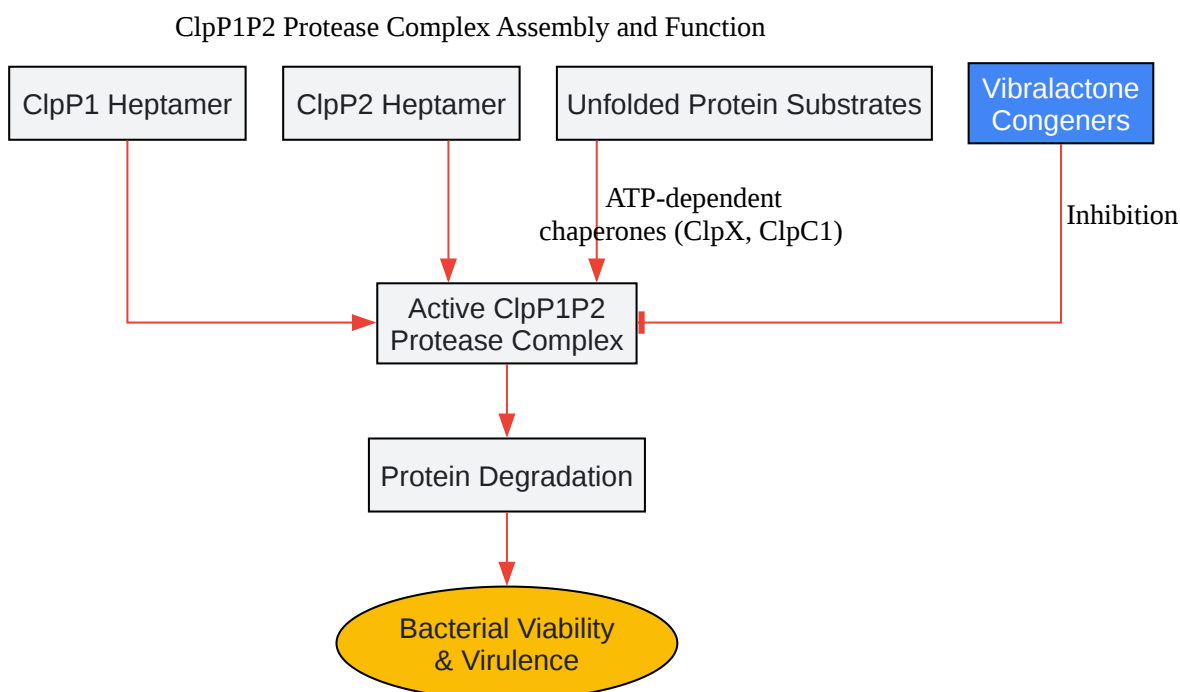 ClpP1P2 Protease Complex Assembly and Function
ClpP1 Heptamer
ClpP2 Heptamer
Unfolded Protein Substrates
Vibralactone
Congeners
ATP-dependent
chaperones (ClpX, ClpC1)
Inhibition
Active ClpP1P2
Protease Complex
Protein Degradation
Bacterial Viability
& Virulence